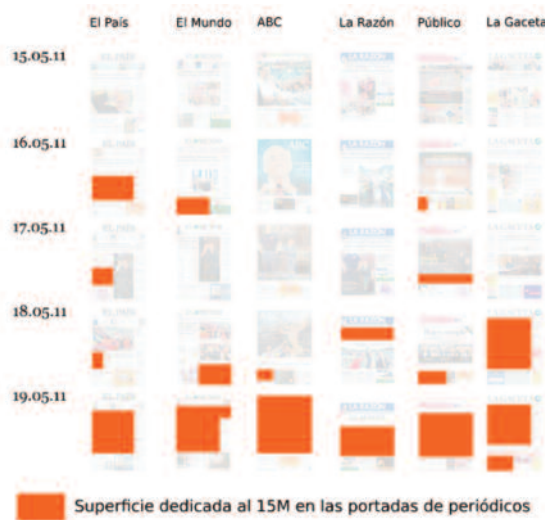 El País El Mundo ABC La Razón Público La Gaceta
15.05.11
16.05.11
17.05.11
18.05.11
19.05.11
Superficie dedicada al 15M en las portadas de periódicos